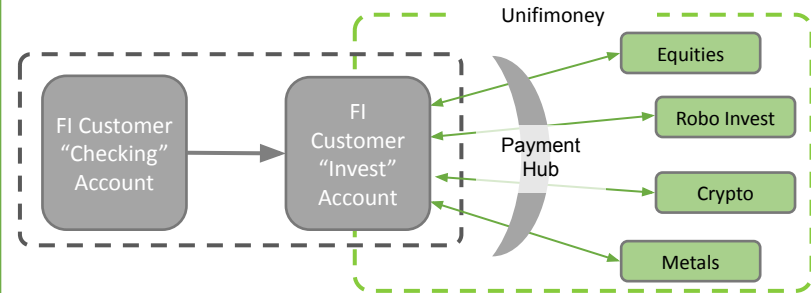 Unifimoney
FI Customer
“Checking”
Account
FI
Customer
“Invest”
Account
Payment
Hub
Equities
Robo Invest
Crypto
Metals